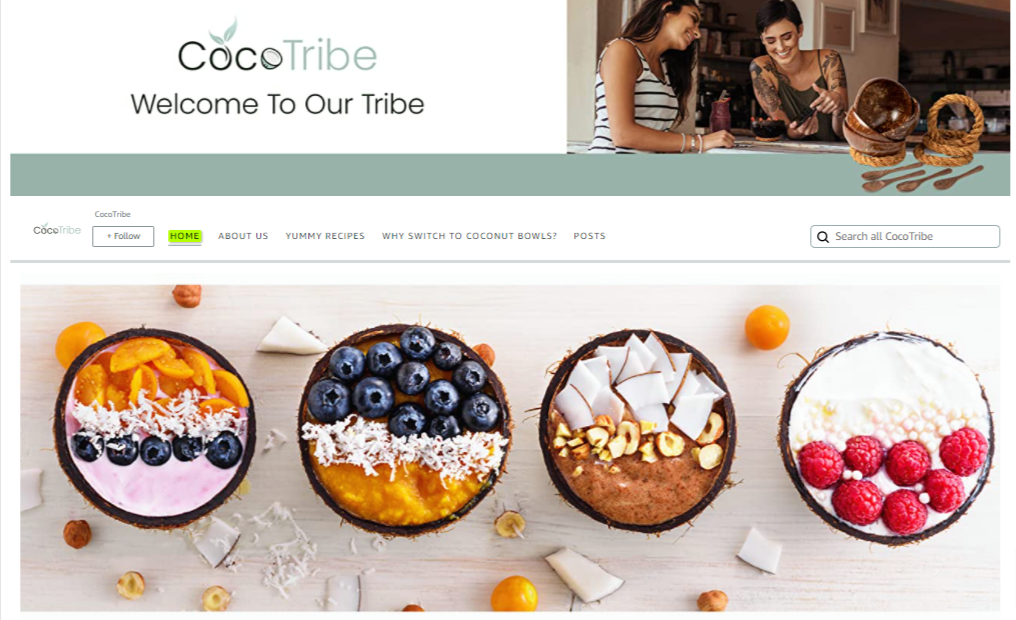 CocoTribe
Welcome To Our Tribe
CocoTribe
CocoTribe
+ Follow
HOME
ABOUT US
YUMMY RECIPES
WHY SWITCH TO COCONUT BOWLS?
POSTS
Search all CocoTribe